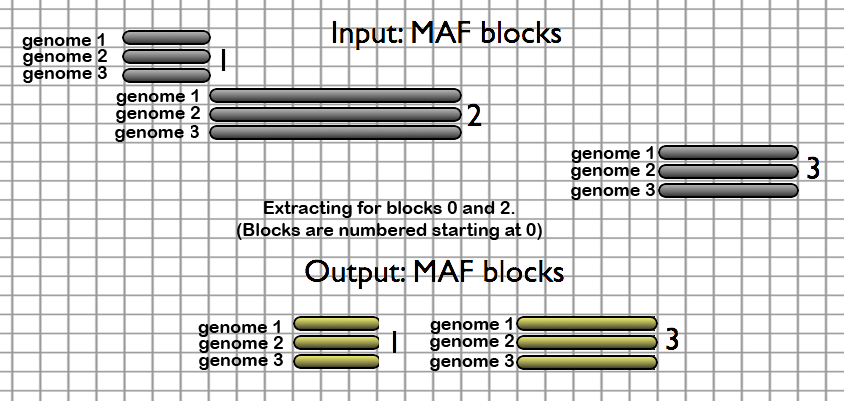 Input: MAF blocks
genome 1
genome 2
genome 3
1
genome 1
genome 2
genome 3
2
genome 1
genome 2
genome 3
3
Extracting for blocks 0 and 2.
(Blocks are numbered starting at 0)
Output: MAF blocks
genome 1
genome 2
genome 3
1
genome 1
genome 2
genome 3
3